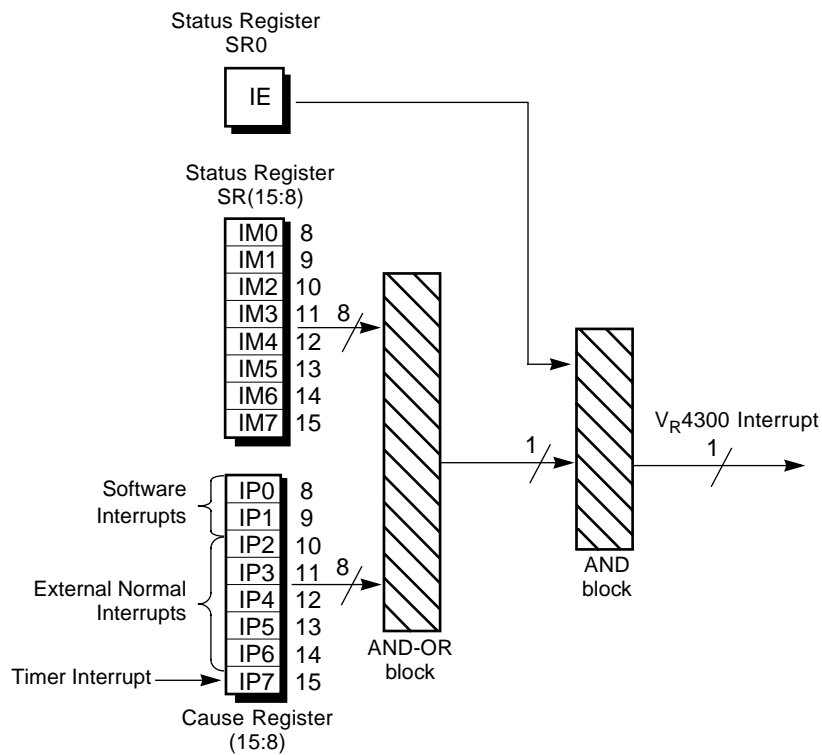 Status Register
SR0
IE
Status Register
SR(15:8)
IM0 8
IM1 9
IM2 10
IM3 11
IM4 12
IM5 13
IM6 14
IM7 15
8
Software
Interrupts
External Normal
Interrupts
Timer Interrupt
IP0 8
IP1 9
IP2 10
IP3 11
IP4 12
IP5 13
IP6 14
IP7 15
8
Cause Register
(15:8)
AND-OR
block
1
AND
block
VR4300 Interrupt
1